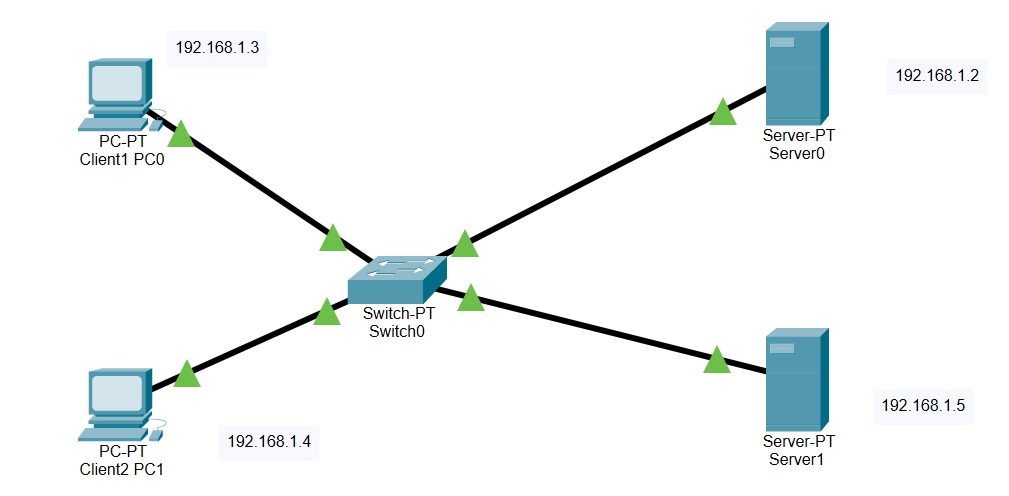 192.168.1.3
PC-PT
Client1 PC0
192.168.1.2
Server-PT
Server0
Switch-PT
Switch0
PC-PT
Client2 PC1
192.168.1.4
192.168.1.5
Server-PT
Server1